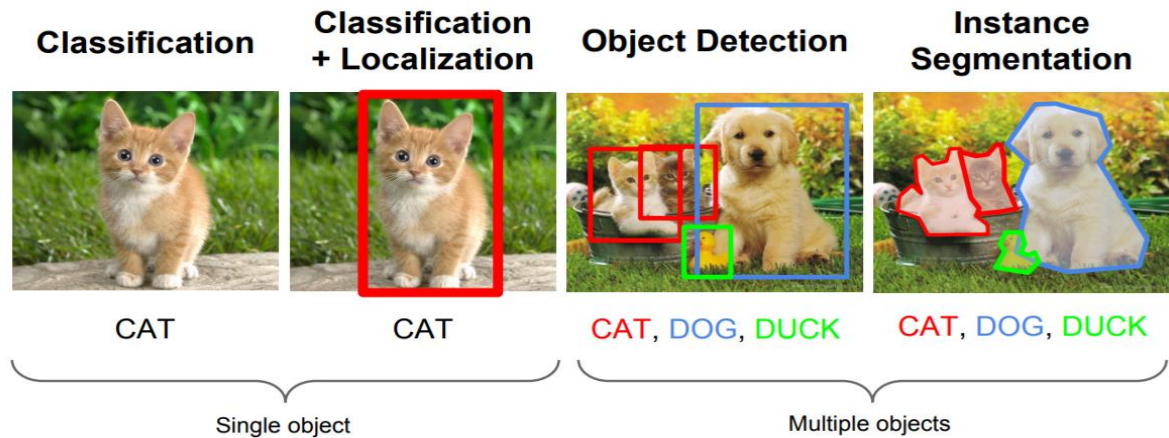 Classification
Classification
+ Localization
Object Detection
Instance
Segmentation
CAT
CAT
CAT, DOG, DUCK
CAT, DOG, DUCK
Single object
Multiple objects